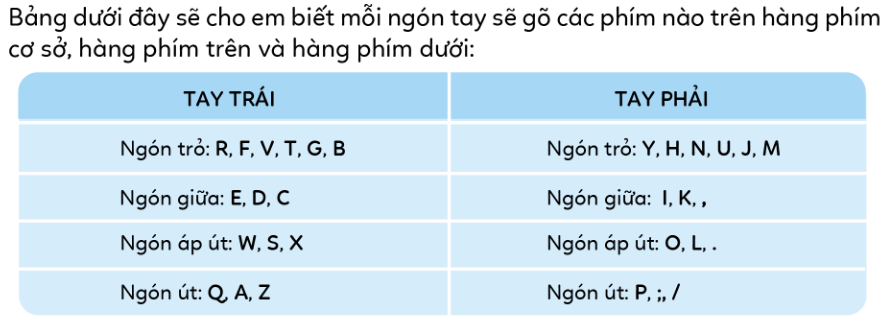 Bảng dưới đây sẽ cho em biết mỗi ngón tay sẽ gõ các phím nào trên hàng phím
cơ sở, hàng phím trên và hàng phím dưới:
TAY TRÁI
TAY PHẢI
Ngón trỏ: R, F, V, T, G, B
Ngón trỏ: Y, H, N, U, J, M
Ngón giữa: E, D, C
Ngón giữa: I, K, ,
Ngón áp út: W, S, X
Ngón áp út: O, L, .
Ngón út: Q, A, Z
Ngón út: P, ;, /